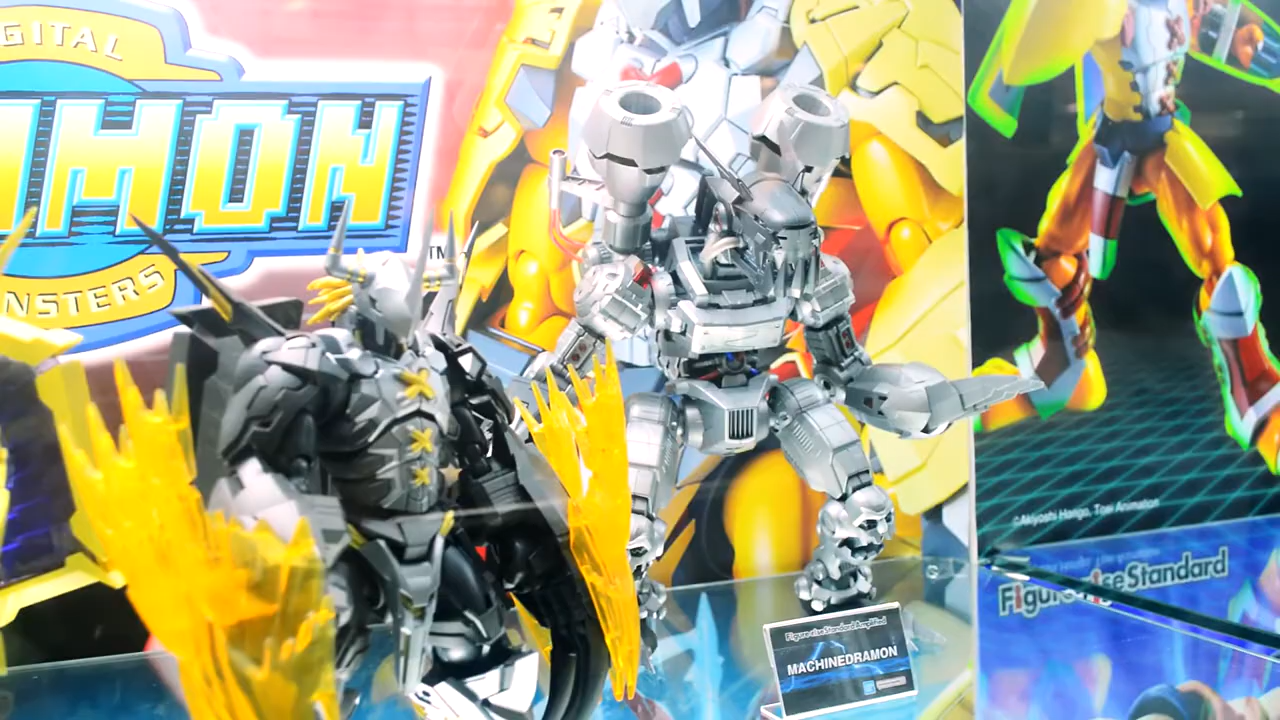 GITAL
MON
NSTERS
TM
©Akiyoshi Hongo, Toei Animation
Figure-rise Standard
Figure-rise Standard Amplified
MACHINEDRAMON